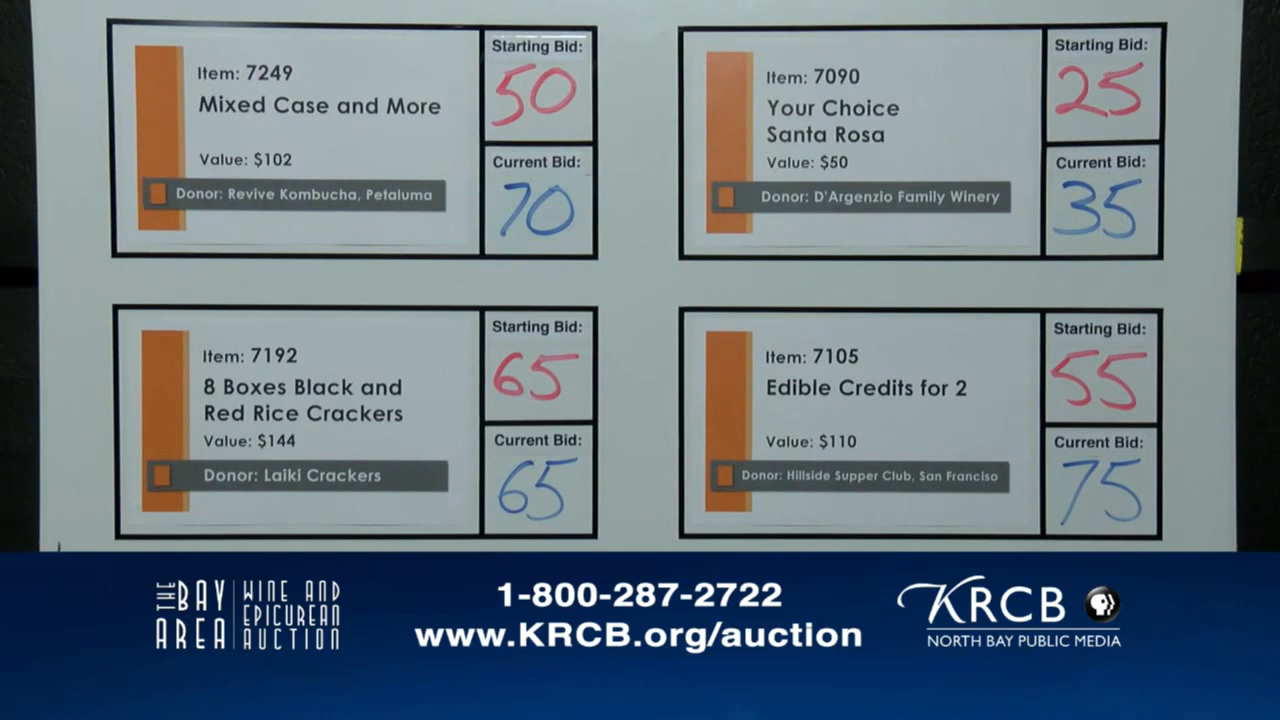 Item: 7249
Mixed Case and More
Value: $102
Donor: Revive Kombucha, Petaluma
Starting Bid:
50
Current Bid:
70
Item: 7090
Your Choice
Santa Rosa
Value: $50
Donor: D'Argenzio Family Winery
Starting Bid:
25
Current Bid:
35
Item: 7192
8 Boxes Black and
Red Rice Crackers
Value: $144
Donor: Laiki Crackers
Starting Bid:
65
Current Bid:
65
Item: 7105
Edible Credits for 2
Value: $110
Donor: Hillside Supper Club, San Franciso
Starting Bid:
55
Current Bid:
75
THE BAY AREA
WINE AND
EPICUREAN
AUCTION
1-800-287-2722
www.KRCB.org/auction
KRCB
NORTH BAY PUBLIC MEDIA